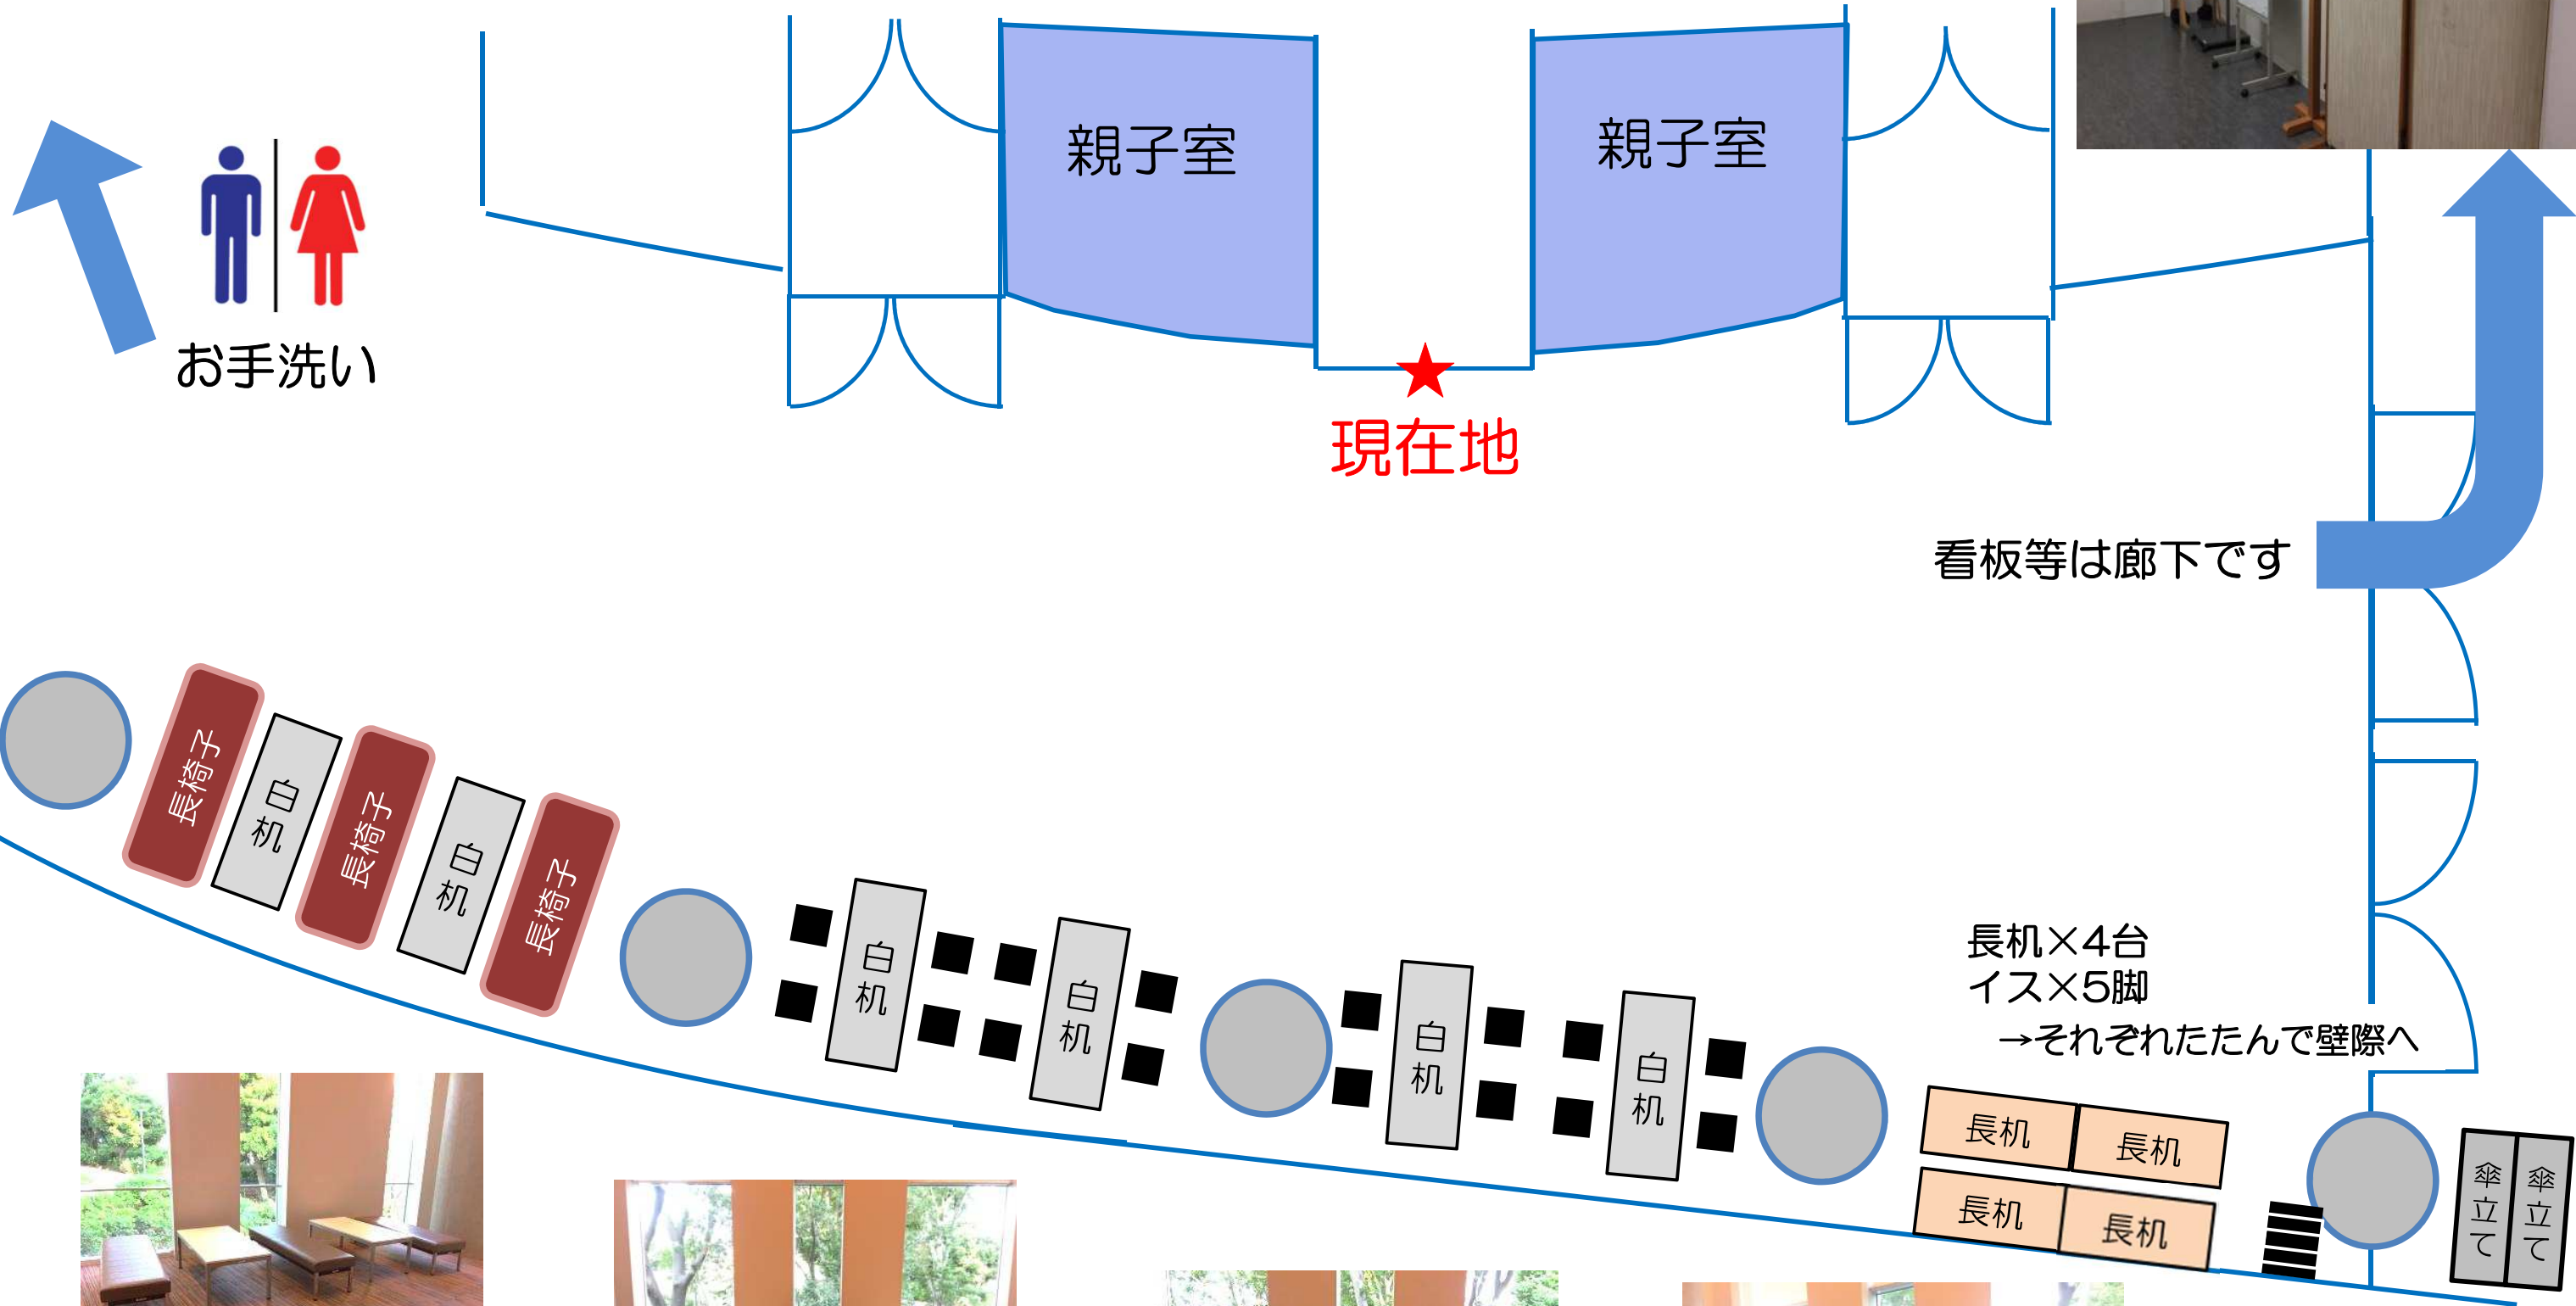 親子室
親子室
お手洗い
現在地
看板等は廊下です
長椅子
白机
長椅子
白机
長椅子
白机
白机
白机
白机
長机×4台
イス×5脚
→それぞれたたんで壁際へ
長机
長机
長机
長机
傘立て
傘立て